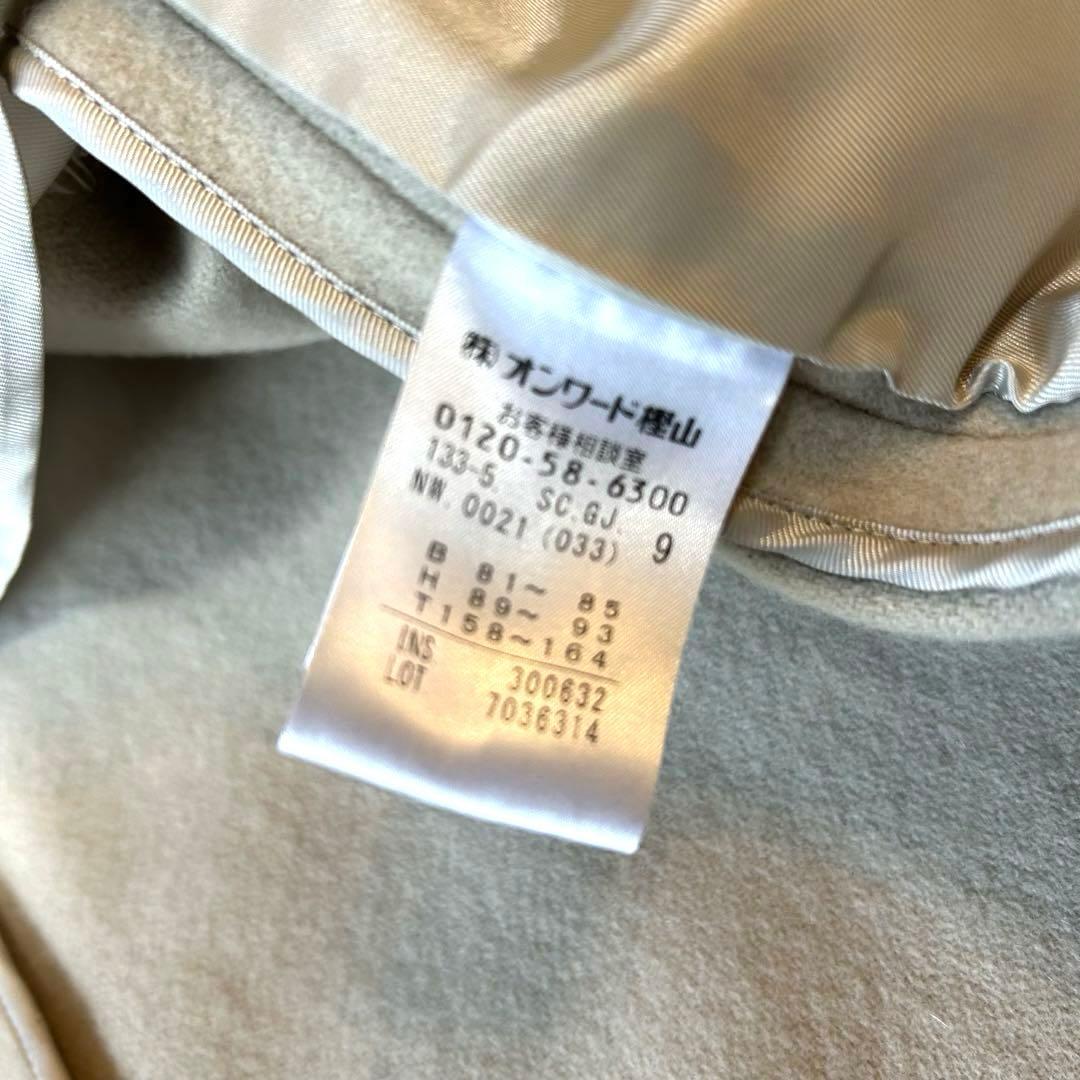 ㈱オンワード樫山
お客様相談室
0120-58-6300
133-5 SC.GJ.
NW.0021 (033) 9
B 81~ 85
H 89~ 93
T158~164
INS 300632
LOT 7036314